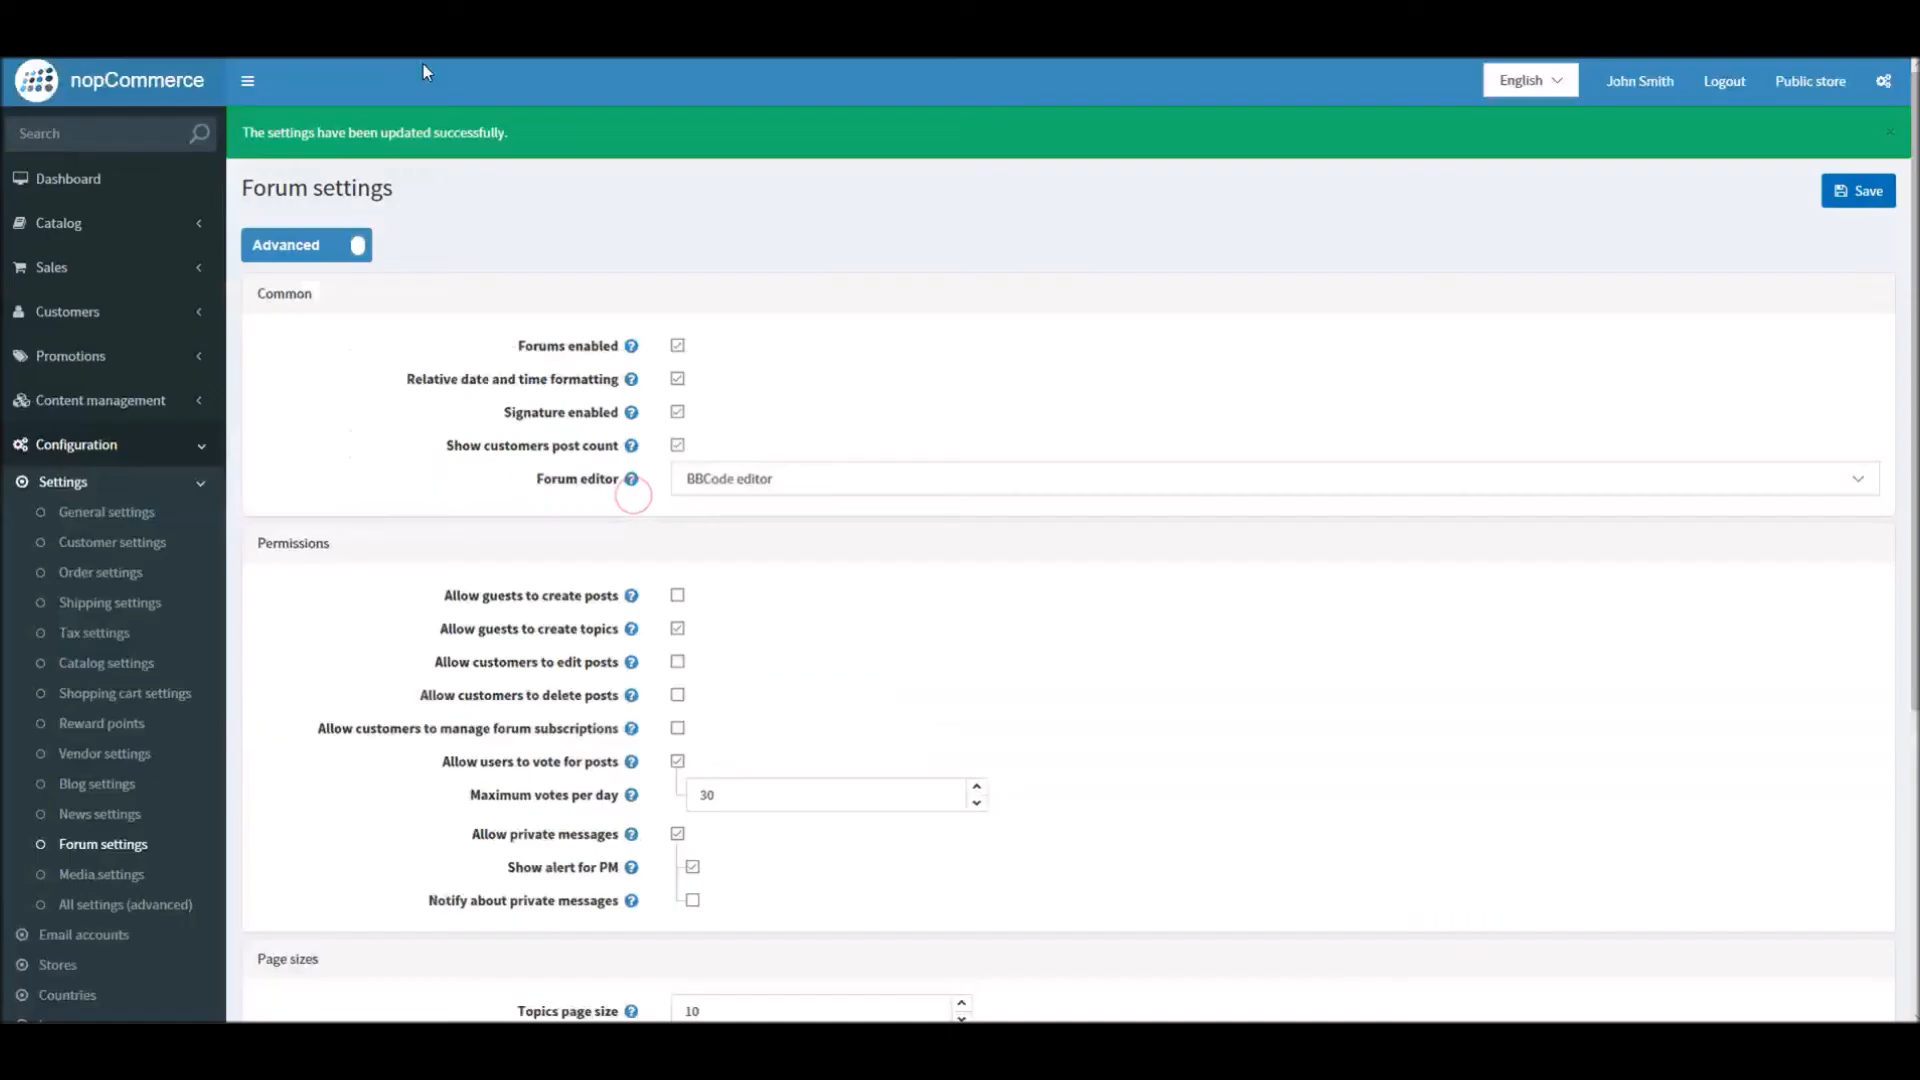 nopCommerce
English
John Smith
Logout
Public store
Search
The settings have been updated successfully.
Dashboard
Catalog
Sales
Customers
Promotions
Content management
Configuration
Settings
General settings
Customer settings
Order settings
Shipping settings
Tax settings
Catalog settings
Shopping cart settings
Reward points
Vendor settings
Blog settings
News settings
Forum settings
Media settings
All settings (advanced)
Email accounts
Stores
Countries
Forum settings
Save
Advanced
Common
Forums enabled
Relative date and time formatting
Signature enabled
Show customers post count
Forum editor BBCode editor
Permissions
Allow guests to create posts
Allow guests to create topics
Allow customers to edit posts
Allow customers to delete posts
Allow customers to manage forum subscriptions
Allow users to vote for posts
Maximum votes per day 30
Allow private messages
Show alert for PM
Notify about private messages
Page sizes
Topics page size 10